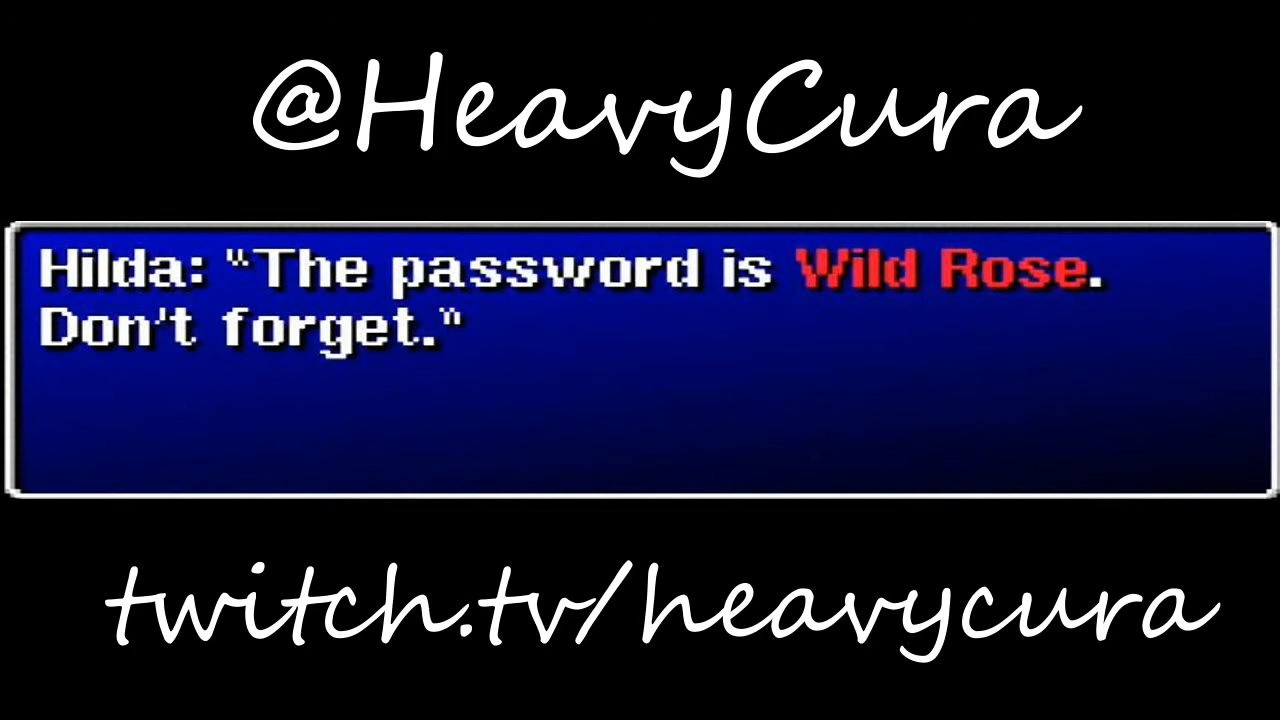 @HeavyCura
Hilda: "The password is Wild Rose.
Don't forget."
twitch.tv/heavycura